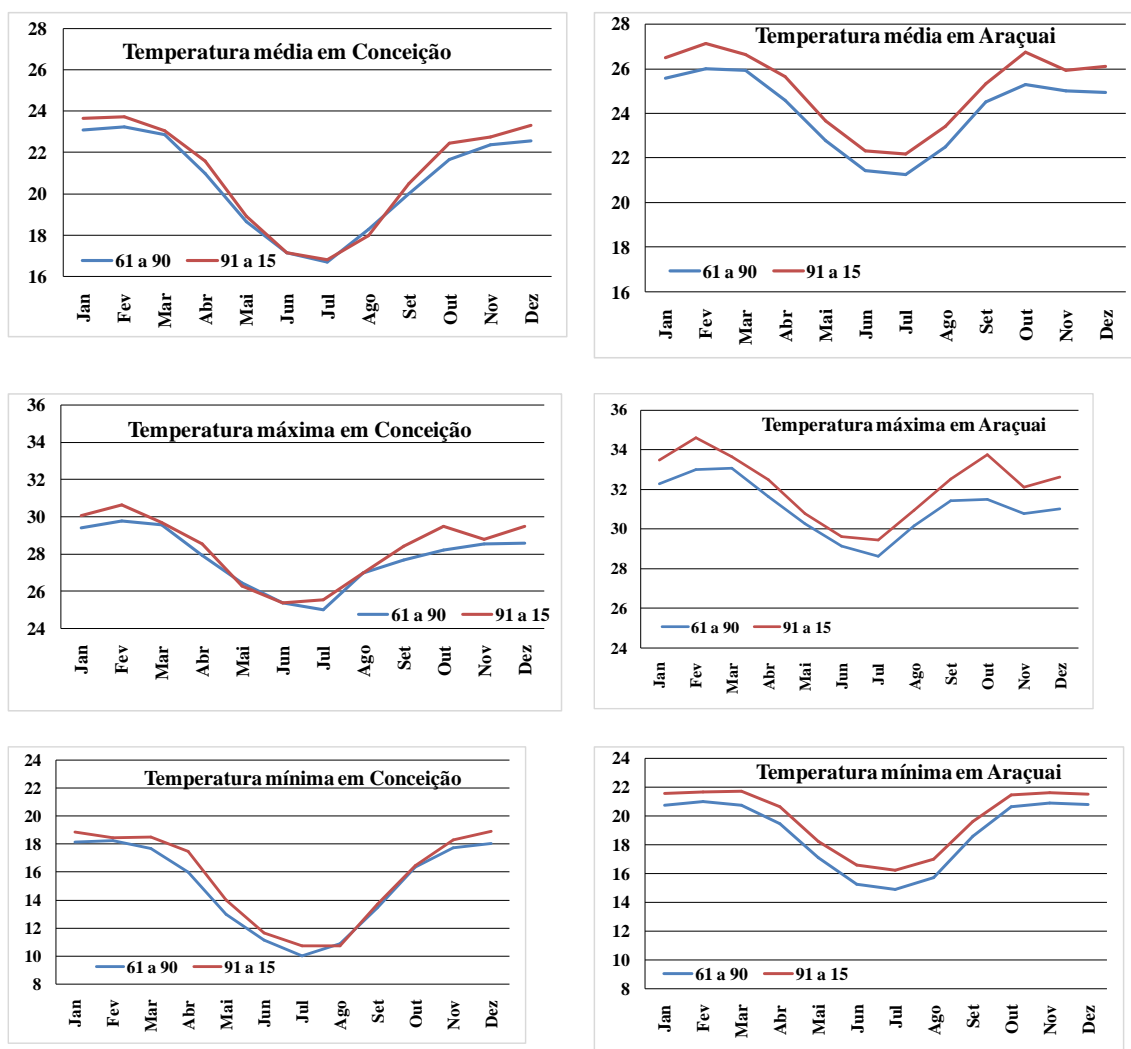 Temperatura média em Conceição
28
26
24
22
20
18
16
61 a 90 91 a 15
Jan Fev Mar Abr Mai Jun Jul Ago Set Out Nov Dez
Temperatura média em Araçuai
28
26
24
22
20
18
16
61 a 90 91 a 15
Jan Fev Mar Abr Mai Jun Jul Ago Set Out Nov Dez
Temperatura máxima em Conceição
36
34
32
30
28
26
24
61 a 90 91 a 15
Jan Fev Mar Abr Mai Jun Jul Ago Set Out Nov Dez
Temperatura máxima em Araçuai
36
34
32
30
28
26
24
61 a 90 91 a 15
Jan Fev Mar Abr Mai Jun Jul Ago Set Out Nov Dez
Temperatura mínima em Conceição
24
22
20
18
16
14
12
10
8
61 a 90 91 a 15
Jan Fev Mar Abr Mai Jun Jul Ago Set Out Nov Dez
Temperatura mínima em Araçuai
24
22
20
18
16
14
12
10
8
61 a 90 91 a 15
Jan Fev Mar Abr Mai Jun Jul Ago Set Out Nov Dez